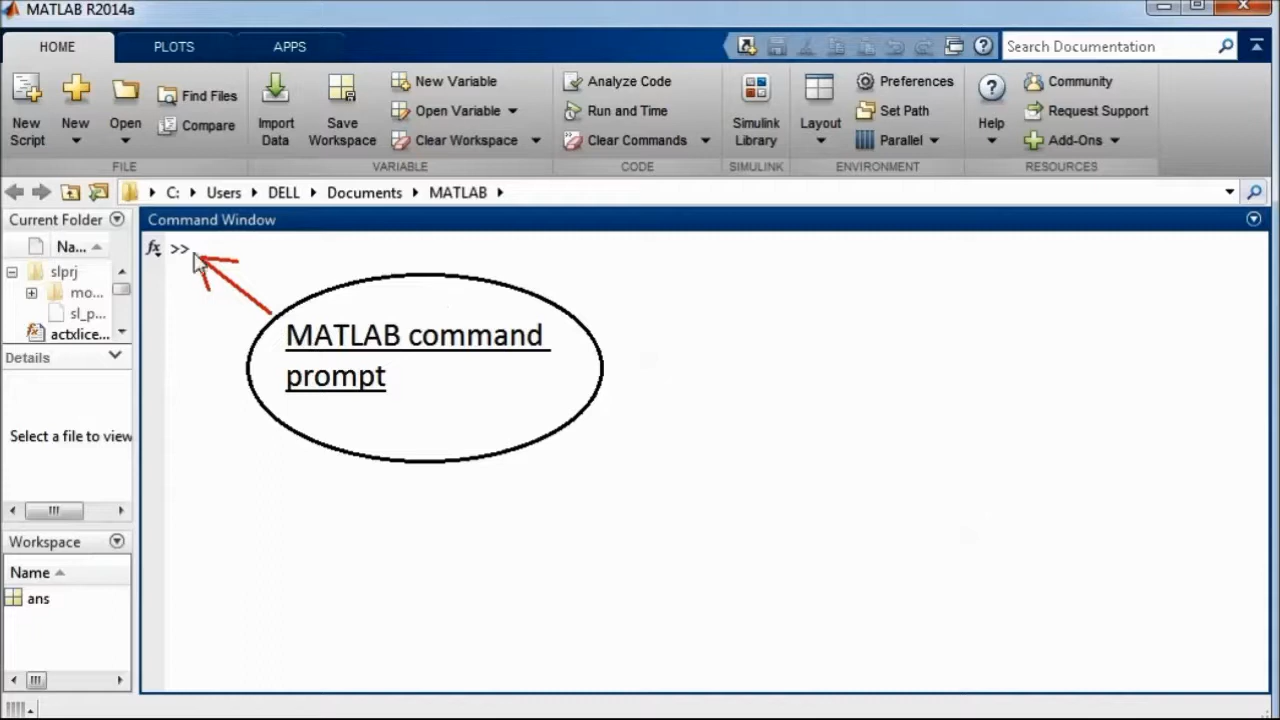 MATLAB R2014a
HOME PLOTS APPS
Search Documentation
New Script
New
Open
Find Files
Compare
FILE
Import Data
Save Workspace
New Variable
Open Variable
Clear Workspace
VARIABLE
Analyze Code
Run and Time
Clear Commands
CODE
Simulink Library
SIMULINK
Layout
Preferences
Set Path
Parallel
ENVIRONMENT
Help
Community
Request Support
Add-Ons
RESOURCES
C: Users DELL Documents MATLAB
Current Folder
Na...
slprj
mo...
sl_p...
actxlice...
Details
Select a file to view
Workspace
Name
ans
Command Window
fx >>
MATLAB command
prompt